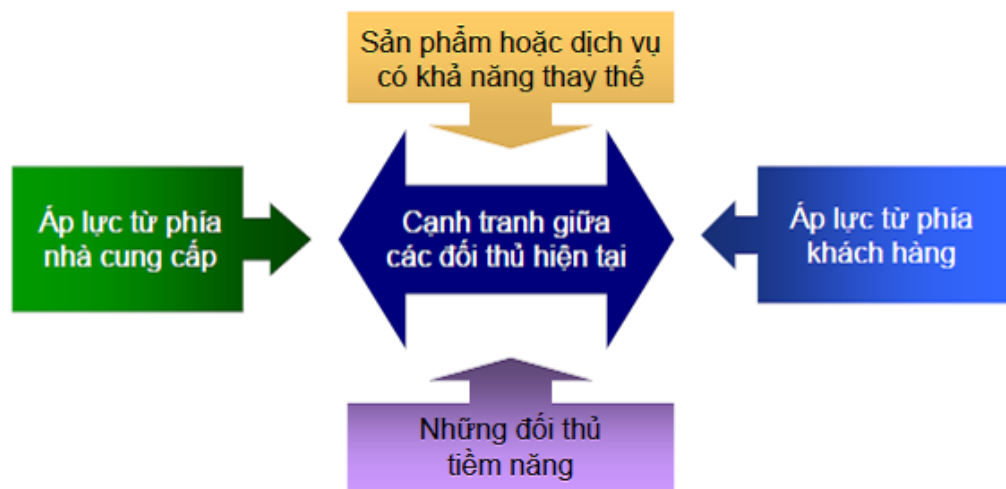 Sản phẩm hoặc dịch vụ
có khả năng thay thế
Áp lực từ phía
nhà cung cấp
Cạnh tranh giữa
các đối thủ hiện tại
Áp lực từ phía
khách hàng
Những đối thủ
tiềm năng